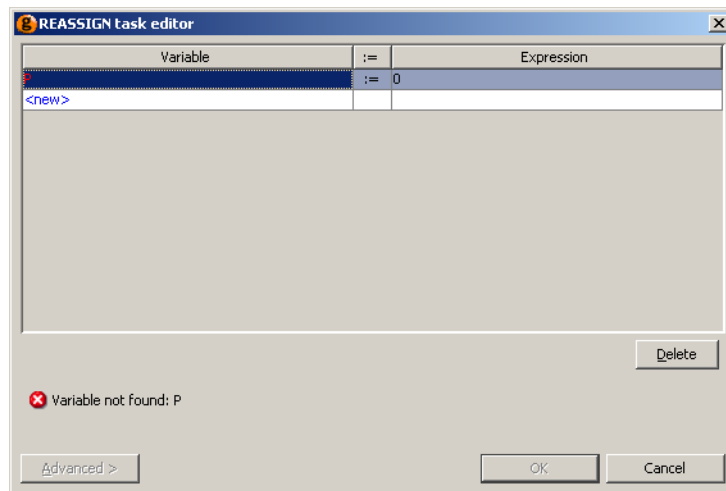 g REASSIGN task editor
Variable := Expression
P := 0
<new>
Delete
Variable not found: P
Advanced > OK Cancel